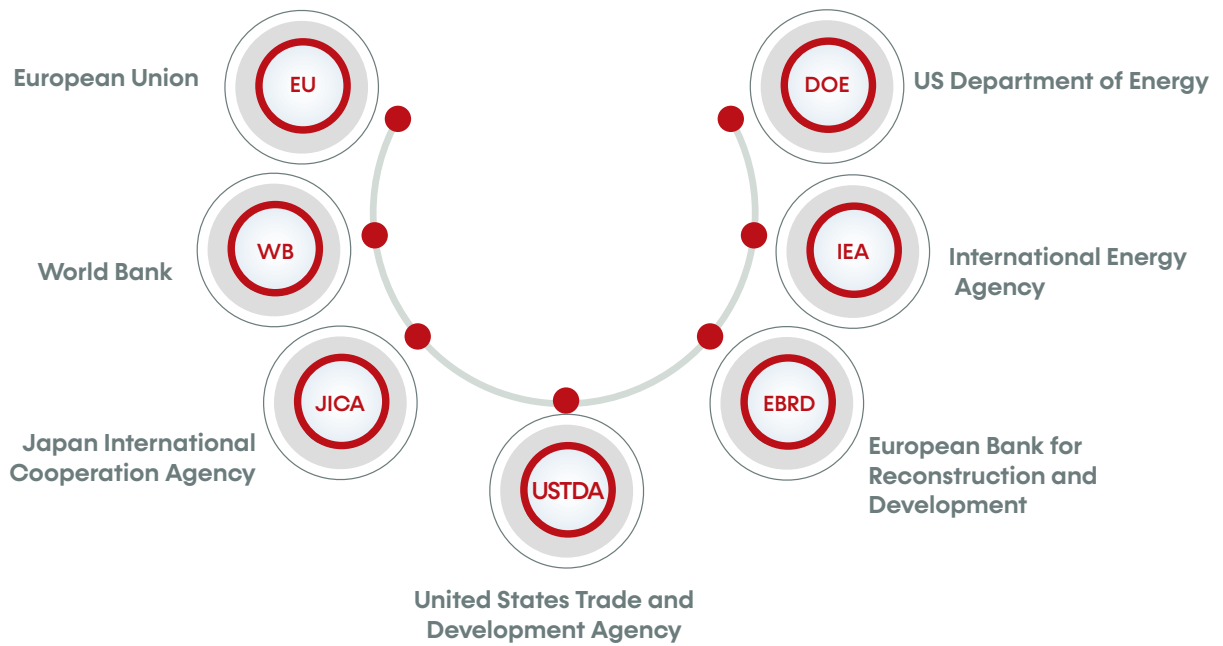 EU
European Union
DOE
US Department of Energy
WB
World Bank
IEA
International Energy
Agency
JICA
Japan International
Cooperation Agency
EBRD
European Bank for
Reconstruction and
Development
USTDA
United States Trade and
Development Agency